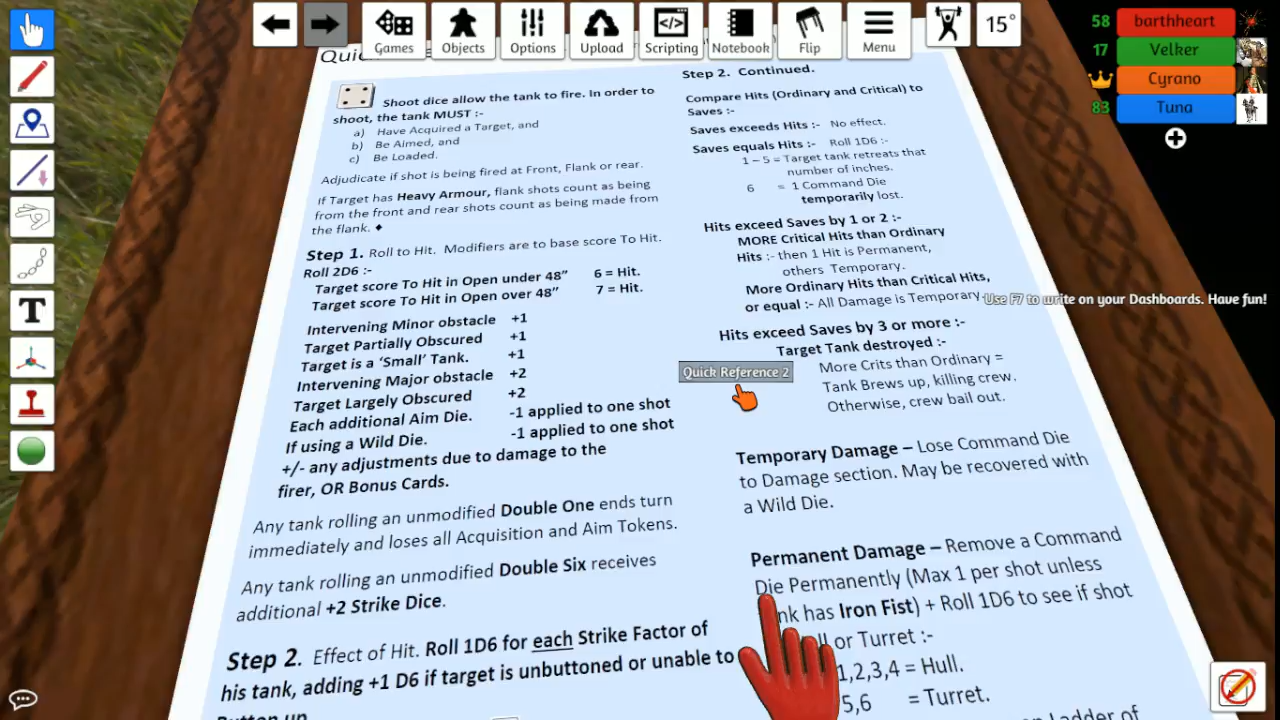 Games
Objects
Options
Upload
Scripting
Notebook
Flip
Menu
15°
58 barthheart
17 Velker
Cyrano
83 Tuna
Shoot dice allow the tank to fire. In order to
shoot, the tank MUST :-
a) Have Acquired a Target, and
b) Be Aimed, and
c) Be Loaded.
Adjudicate if shot is being fired at Front, Flank or rear.
If Target has Heavy Armour, flank shots count as being
from the front and rear shots count as being made from
the flank. ♦
Step 1. Roll to Hit. Modifiers are to base score To Hit.
Roll 2D6 :-
Target score To Hit in Open under 48" 6 = Hit.
Target score To Hit in Open over 48" 7 = Hit.
Intervening Minor obstacle +1
Target Partially Obscured +1
Target is a 'Small' Tank. +1
Intervening Major obstacle +2
Target Largely Obscured +2
Each additional Aim Die. -1 applied to one shot
If using a Wild Die. -1 applied to one shot
+/- any adjustments due to damage to the
firer, OR Bonus Cards.
Any tank rolling an unmodified Double One ends turn
immediately and loses all Acquisition and Aim Tokens.
Any tank rolling an unmodified Double Six receives
additional +2 Strike Dice.
Step 2. Effect of Hit. Roll 1D6 for each Strike Factor of
his tank, adding +1 D6 if target is unbuttoned or unable to
Button up
Step 2. Continued.
Compare Hits (Ordinary and Critical) to
Saves :-
Saves exceeds Hits :- No effect.
Saves equals Hits :- Roll 1D6 :-
1 – 5 = Target tank retreats that
number of inches.
6 = 1 Command Die
temporarily lost.
Hits exceed Saves by 1 or 2 :-
MORE Critical Hits than Ordinary
Hits :- then 1 Hit is Permanent,
others Temporary.
More Ordinary Hits than Critical Hits,
or equal :- All Damage is Temporary
Use F7 to write on your Dashboards. Have fun!
Hits exceed Saves by 3 or more :-
Target Tank destroyed :-
More Crits than Ordinary =
Tank Brews up, killing crew.
Otherwise, crew bail out.
Quick Reference 2
Temporary Damage – Lose Command Die
to Damage section. May be recovered with
a Wild Die.
Permanent Damage – Remove a Command
Die Permanently (Max 1 per shot unless
has Iron Fist) + Roll 1D6 to see if shot
or Turret :-
1,2,3,4 = Hull.
5,6 = Turret.
Ladder of